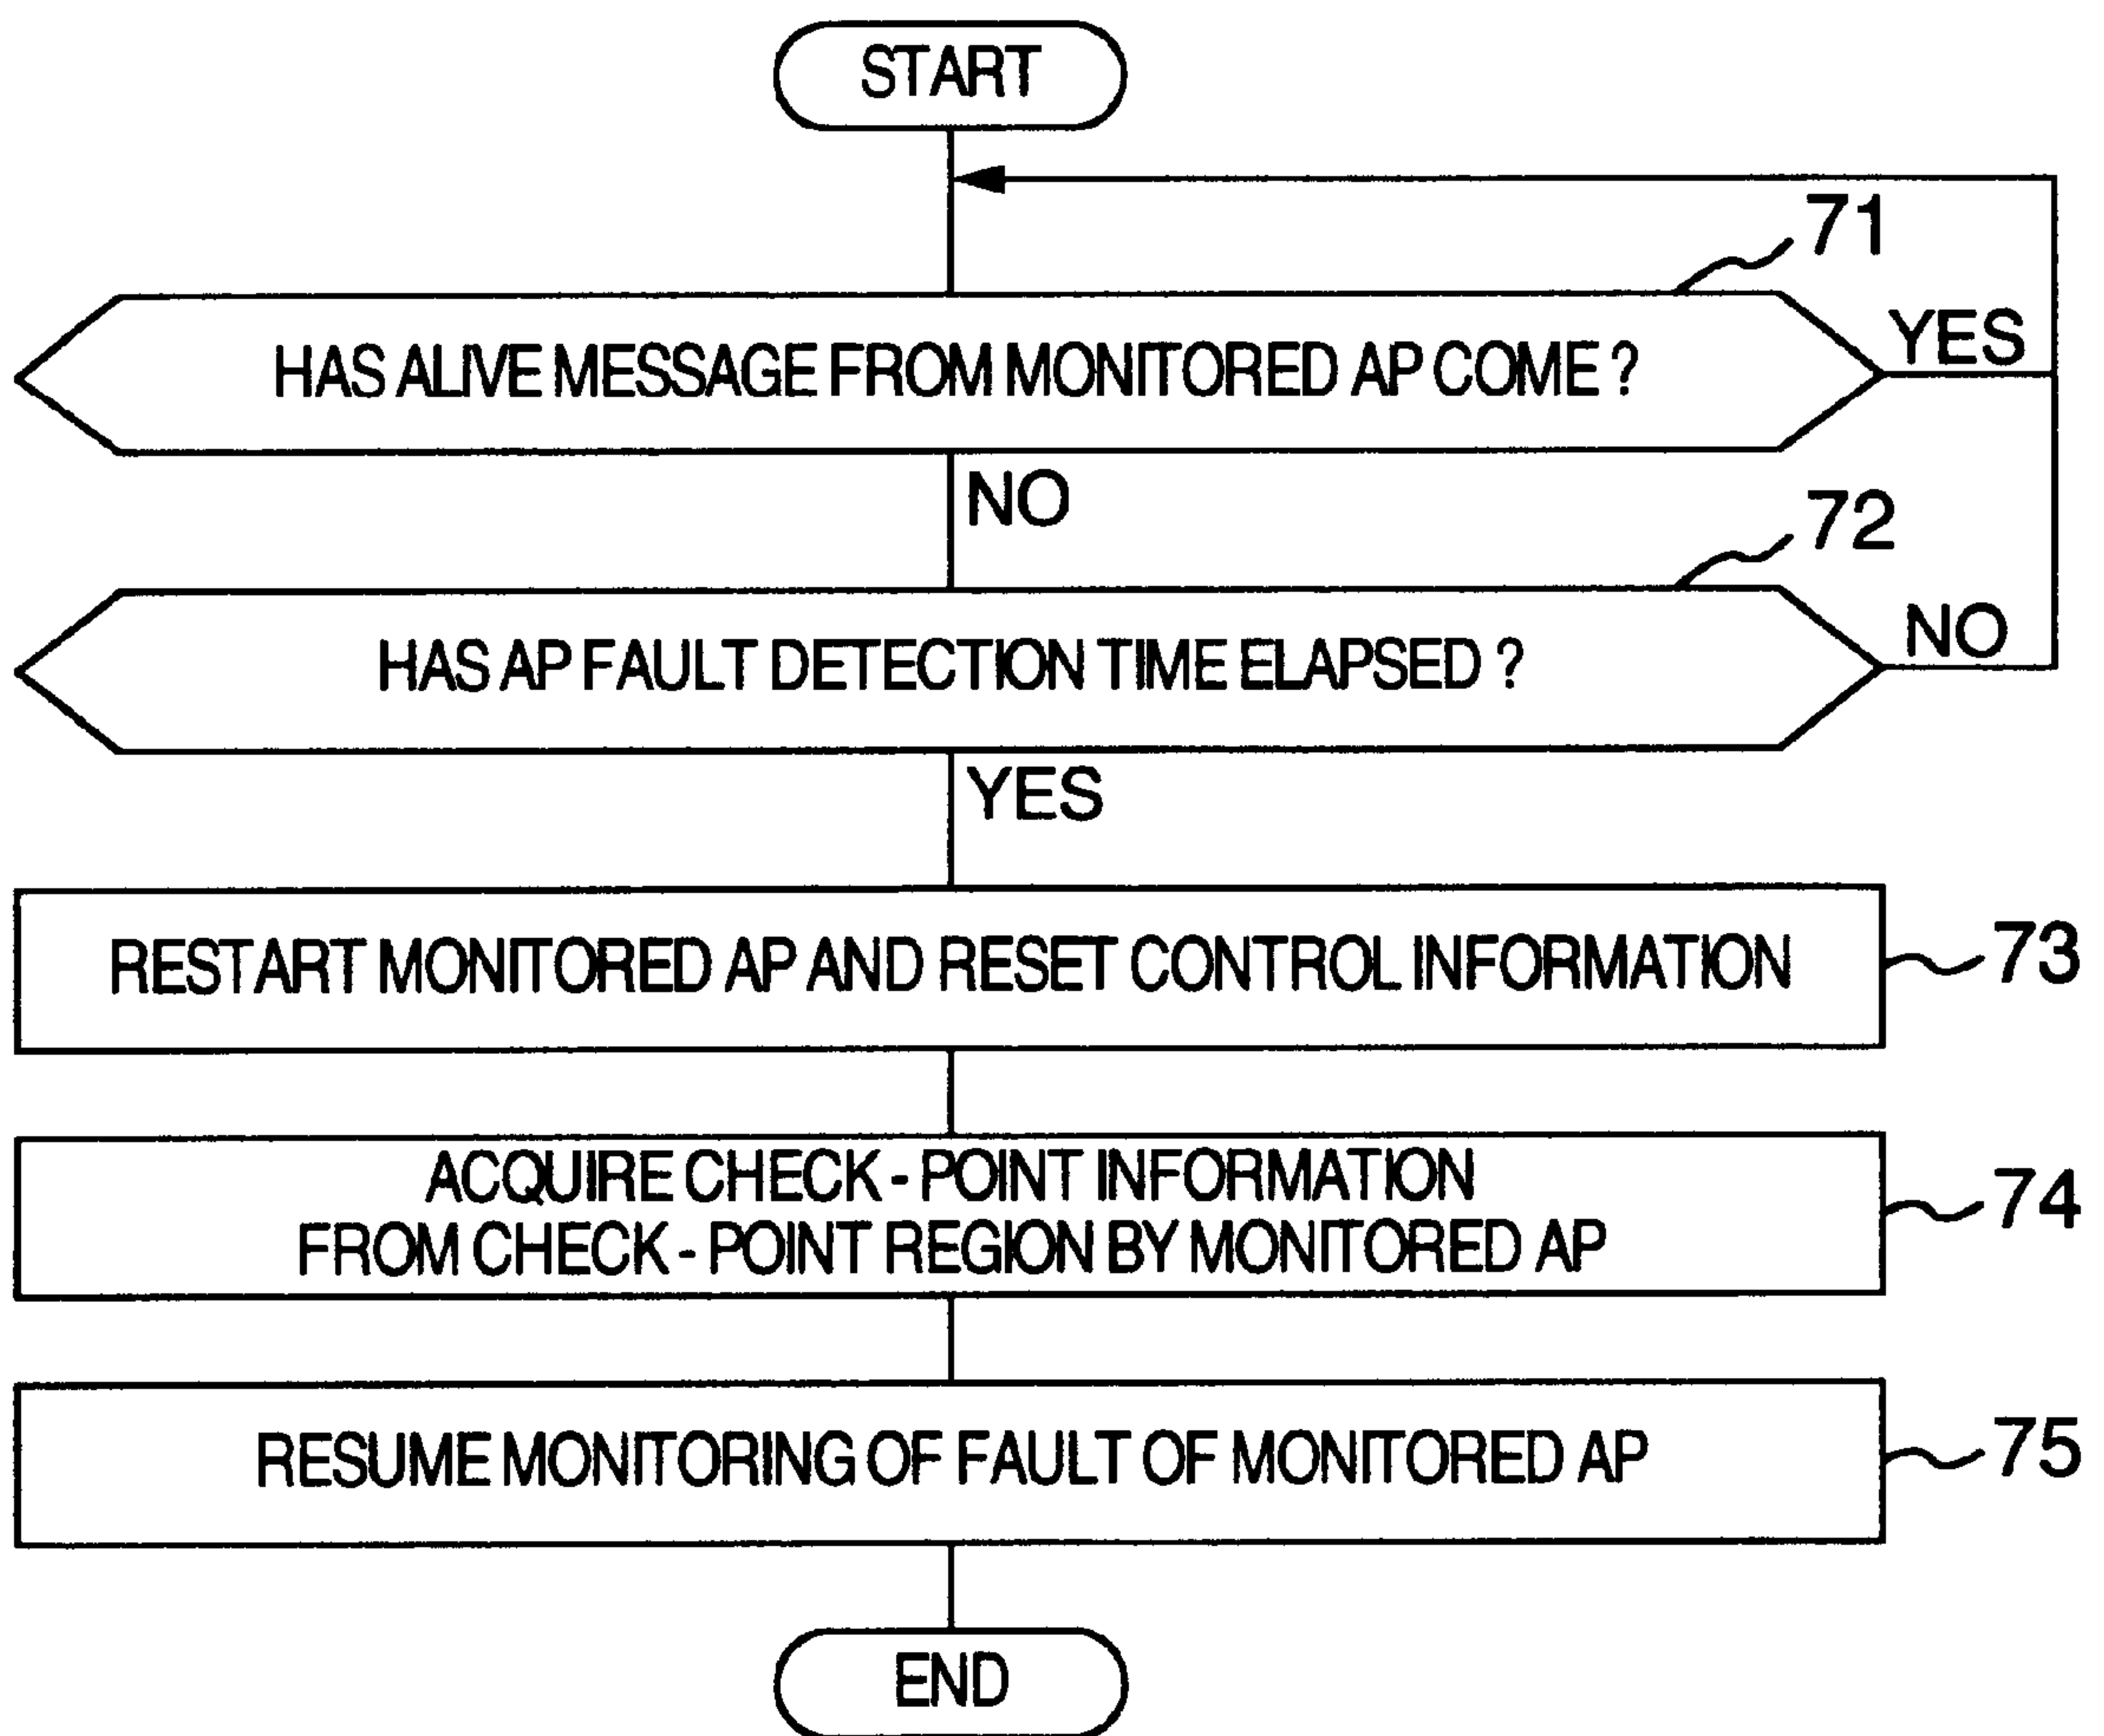 START
71
HAS ALIVE MESSAGE FROM MONITORED AP COME ?
YES
NO
72
HAS AP FAULT DETECTION TIME ELAPSED ?
NO
YES
RESTART MONITORED AP AND RESET CONTROL INFORMATION
73
ACQUIRE CHECK - POINT INFORMATION
FROM CHECK - POINT REGION BY MONITORED AP
74
RESUME MONITORING OF FAULT OF MONITORED AP
75
END